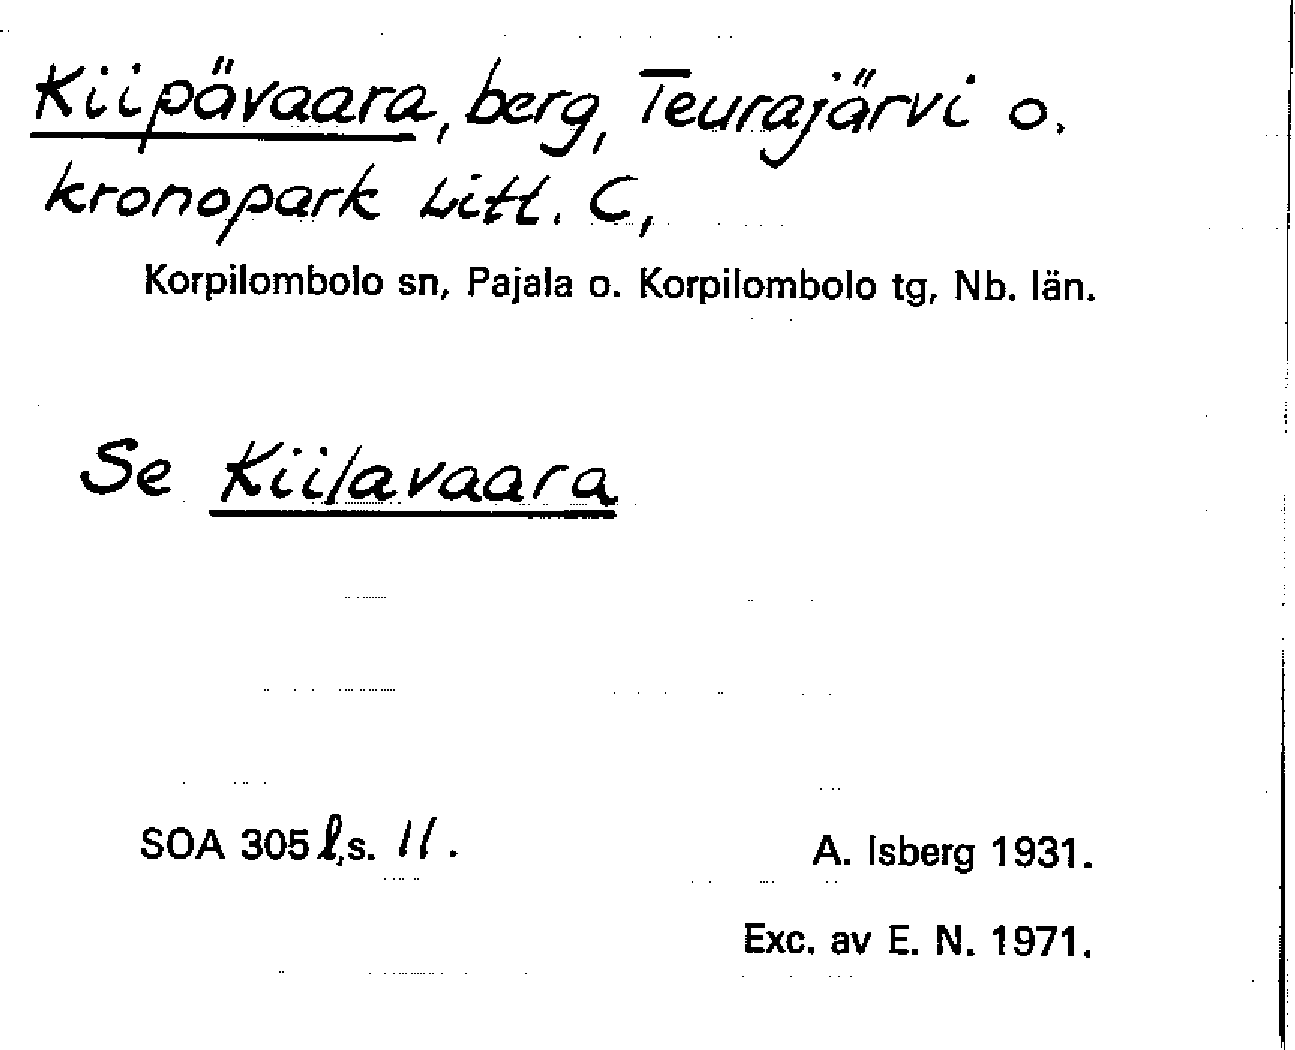 Kiipävaara, berg, Teurajärvi o.
kronopark Litt. C,
Korpilombolo sn, Pajala o. Korpilombolo tg, Nb. län.
Se Kiilavaara
SOA 305 l, s. 11.
A. Isberg 1931.
Exc. av E. N. 1971.